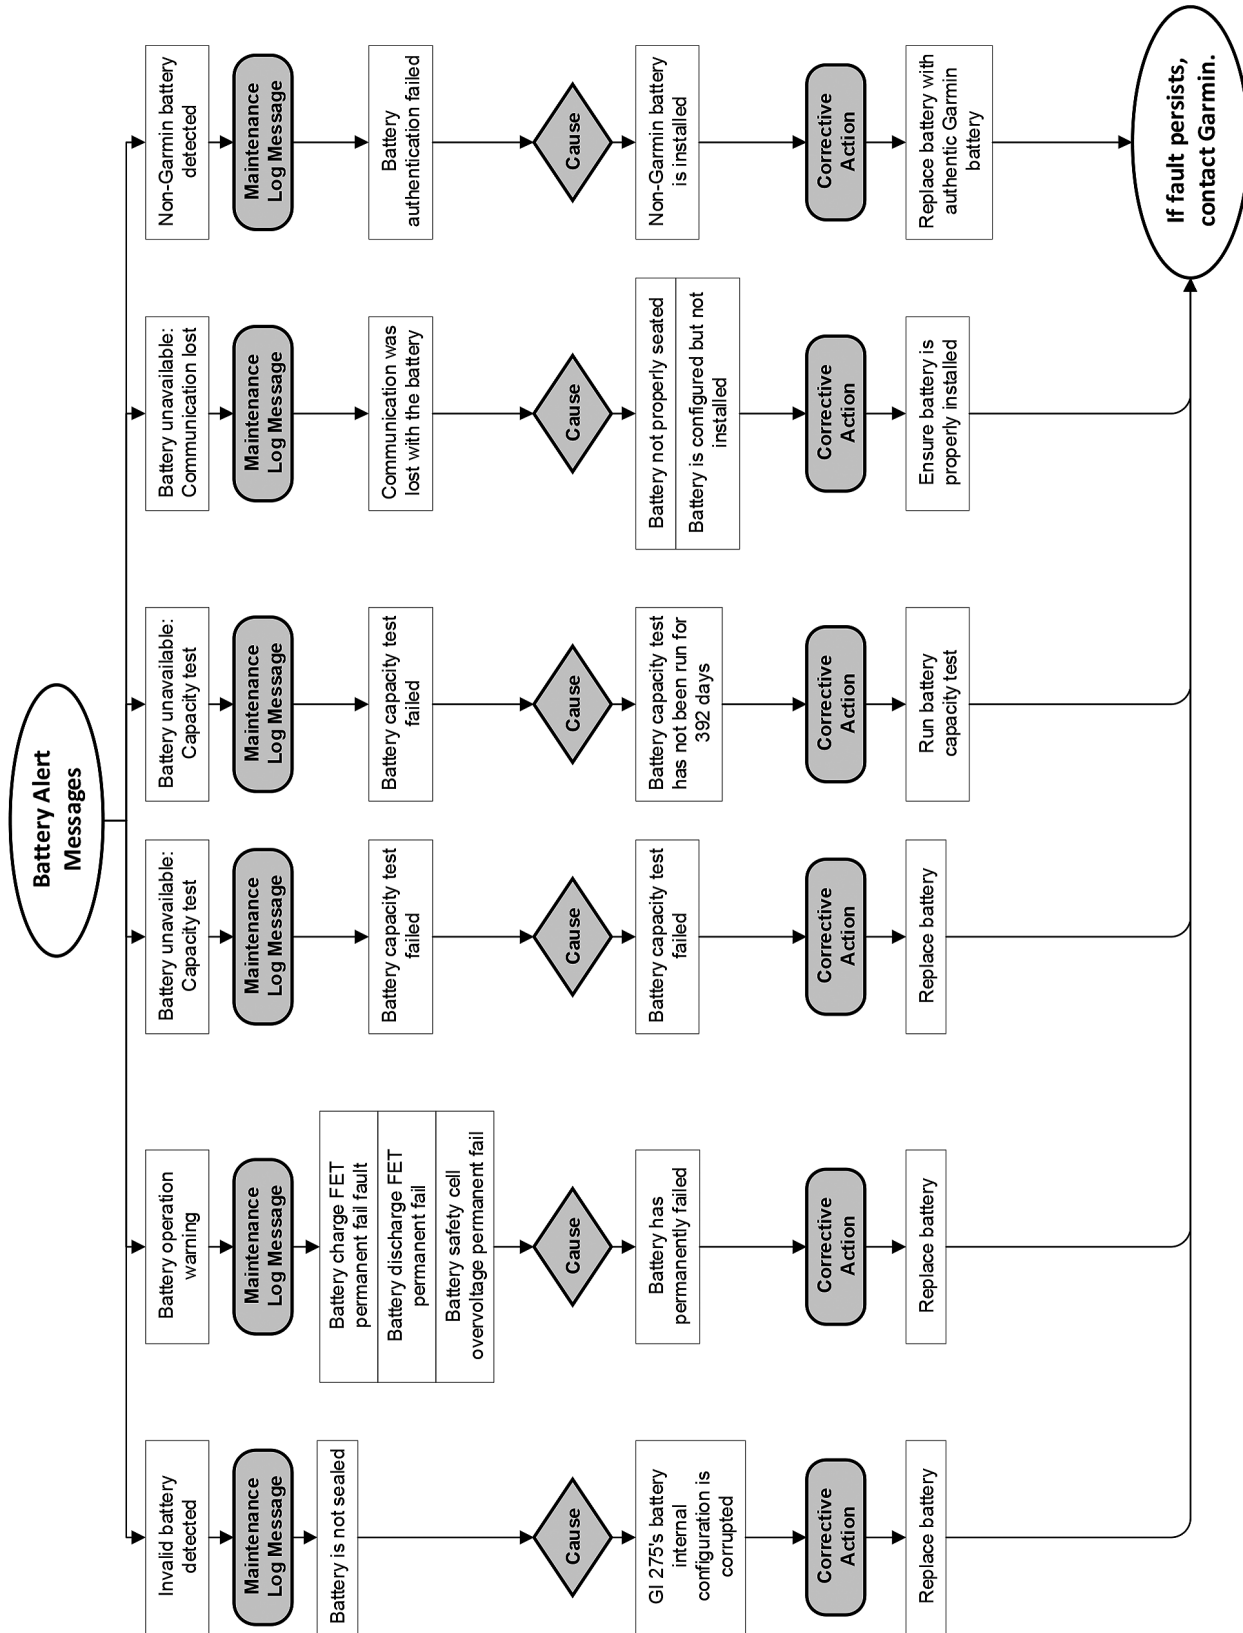 Battery Alert
Messages
Invalid battery
detected
Maintenance
Log Message
Battery is not sealed
Cause
GI 275's battery
internal
configuration is
corrupted
Corrective
Action
Replace battery
Battery operation
warning
Maintenance
Log Message
Battery charge FET
permanent fail fault
Battery discharge FET
permanent fail
Battery safety cell
overvoltage permanent fail
Cause
Battery has
permanently failed
Corrective
Action
Replace battery
Battery unavailable:
Capacity test
Maintenance
Log Message
Battery capacity test
failed
Cause
Battery capacity test
failed
Corrective
Action
Replace battery
Battery unavailable:
Capacity test
Maintenance
Log Message
Battery capacity test
failed
Cause
Battery capacity test
has not been run for
392 days
Corrective
Action
Run battery
capacity test
Battery unavailable:
Communication lost
Maintenance
Log Message
Communication was
lost with the battery
Cause
Battery not properly seated
Battery is configured but not
installed
Corrective
Action
Ensure battery is
properly installed
Non-Garmin battery
detected
Maintenance
Log Message
Battery
authentication failed
Cause
Non-Garmin battery
is installed
Corrective
Action
Replace battery with
authentic Garmin
battery
If fault persists,
contact Garmin.